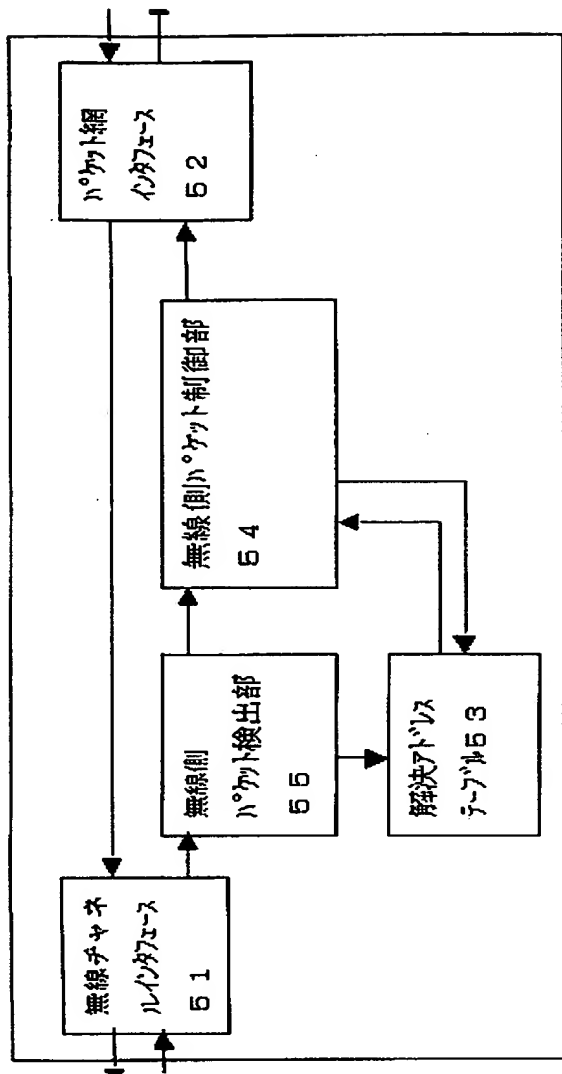 無線チャネ
ルインタフェース
51
無線側
パケット検出部
55
無線側パケット制御部
54
パケット網
インタフェース
52
解決アドレス
テーブル53